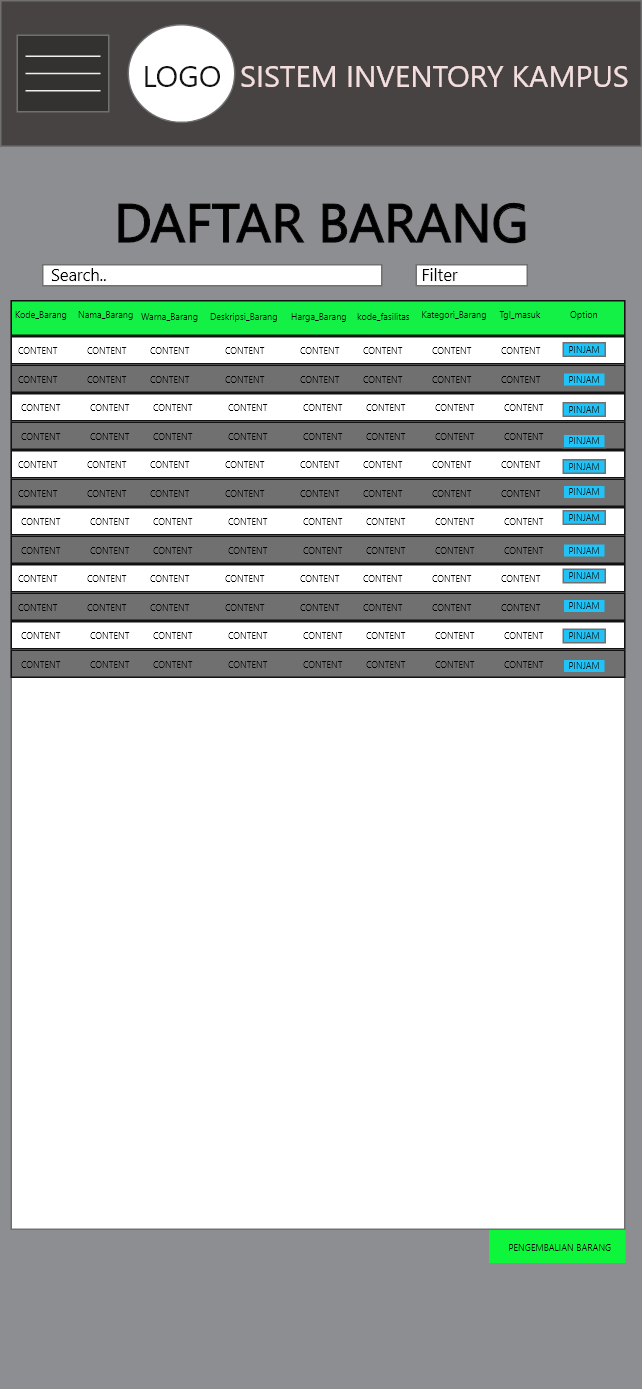 LOGO SISTEM INVENTORY KAMPUS
DAFTAR BARANG
Search.. Filter
Kode_Barang Nama_Barang Warna_Barang Deskripsi_Barang Harga_Barang kode_fasilitas Kategori_Barang Tgl_masuk Option
CONTENT CONTENT CONTENT CONTENT CONTENT CONTENT CONTENT CONTENT PINJAM
CONTENT CONTENT CONTENT CONTENT CONTENT CONTENT CONTENT CONTENT PINJAM
CONTENT CONTENT CONTENT CONTENT CONTENT CONTENT CONTENT CONTENT PINJAM
CONTENT CONTENT CONTENT CONTENT CONTENT CONTENT CONTENT CONTENT PINJAM
CONTENT CONTENT CONTENT CONTENT CONTENT CONTENT CONTENT CONTENT PINJAM
CONTENT CONTENT CONTENT CONTENT CONTENT CONTENT CONTENT CONTENT PINJAM
CONTENT CONTENT CONTENT CONTENT CONTENT CONTENT CONTENT CONTENT PINJAM
CONTENT CONTENT CONTENT CONTENT CONTENT CONTENT CONTENT CONTENT PINJAM
CONTENT CONTENT CONTENT CONTENT CONTENT CONTENT CONTENT CONTENT PINJAM
CONTENT CONTENT CONTENT CONTENT CONTENT CONTENT CONTENT CONTENT PINJAM
CONTENT CONTENT CONTENT CONTENT CONTENT CONTENT CONTENT CONTENT PINJAM
CONTENT CONTENT CONTENT CONTENT CONTENT CONTENT CONTENT CONTENT PINJAM
PENGEMBALIAN BARANG